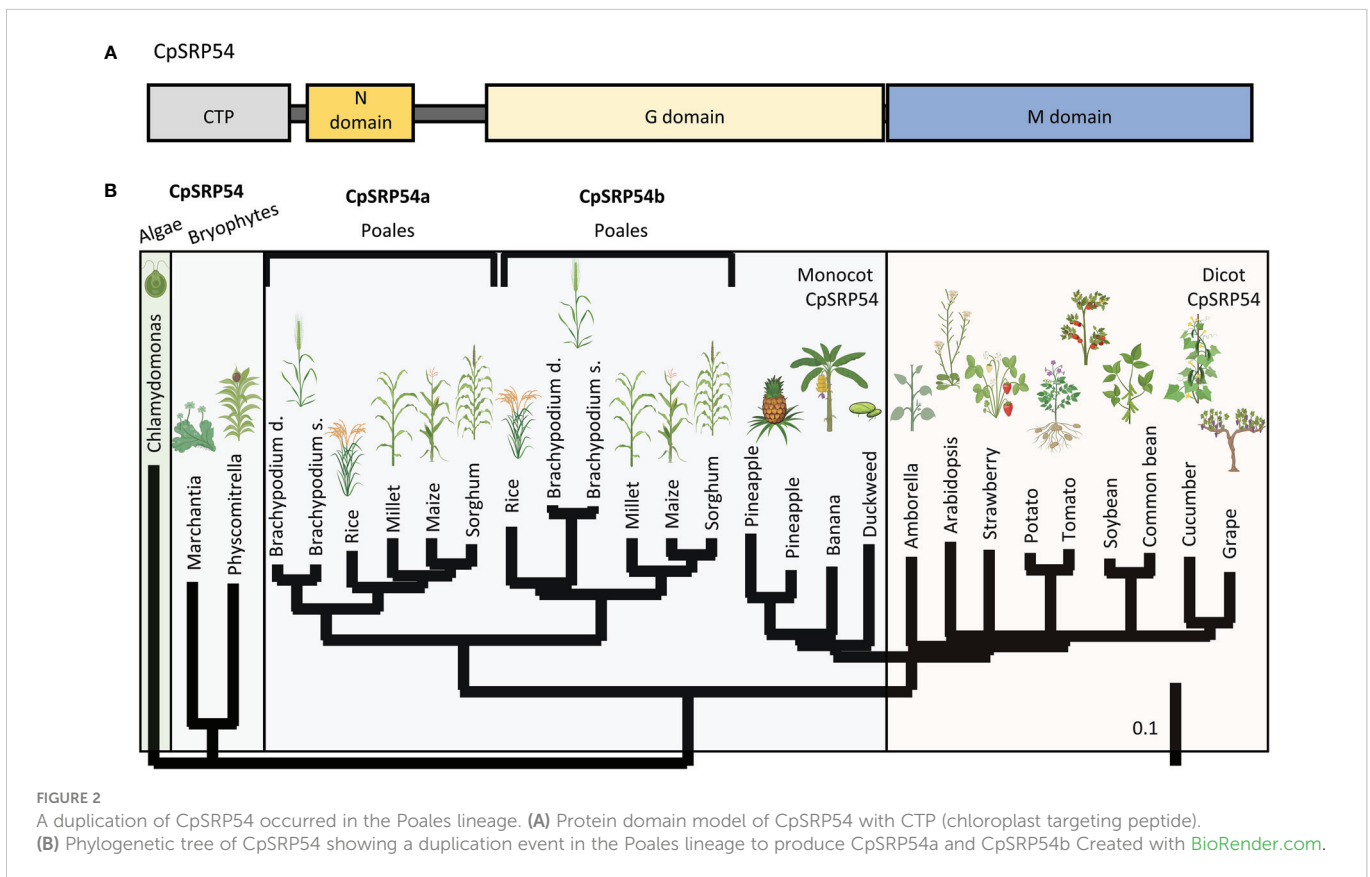 A
CpSRP54
CTP
N
domain
G domain
M domain
B
CpSRP54
CpSRP54a
CpSRP54b
Algae
Bryophytes
Poales
Poales
Monocot
CpSRP54
Dicot
CpSRP54
Chlamydomonas
Marchantia
Physcomitrella
Brachypodium d.
Brachypodium s.
Rice
Millet
Maize
Sorghum
Rice
Brachypodium d.
Brachypodium s.
Millet
Maize
Sorghum
Pineapple
Pineapple
Banana
Duckweed
Amborella
Arabidopsis
Strawberry
Potato
Tomato
Soybean
Common bean
Cucumber
Grape
0.1
FIGURE 2
A duplication of CpSRP54 occurred in the Poales lineage. (A) Protein domain model of CpSRP54 with CTP (chloroplast targeting peptide).
(B) Phylogenetic tree of CpSRP54 showing a duplication event in the Poales lineage to produce CpSRP54a and CpSRP54b Created with BioRender.com.